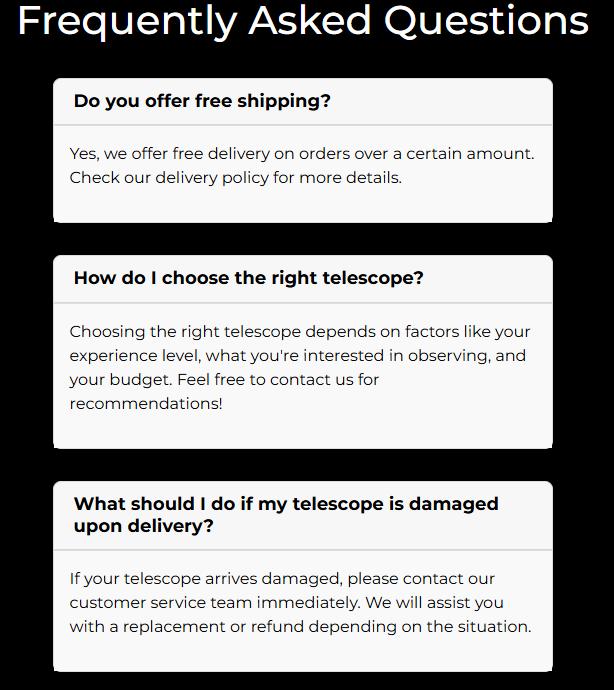 Frequently Asked Questions
Do you offer free shipping?
Yes, we offer free delivery on orders over a certain amount.
Check our delivery policy for more details.
How do I choose the right telescope?
Choosing the right telescope depends on factors like your
experience level, what you're interested in observing, and
your budget. Feel free to contact us for
recommendations!
What should I do if my telescope is damaged
upon delivery?
If your telescope arrives damaged, please contact our
customer service team immediately. We will assist you
with a replacement or refund depending on the situation.